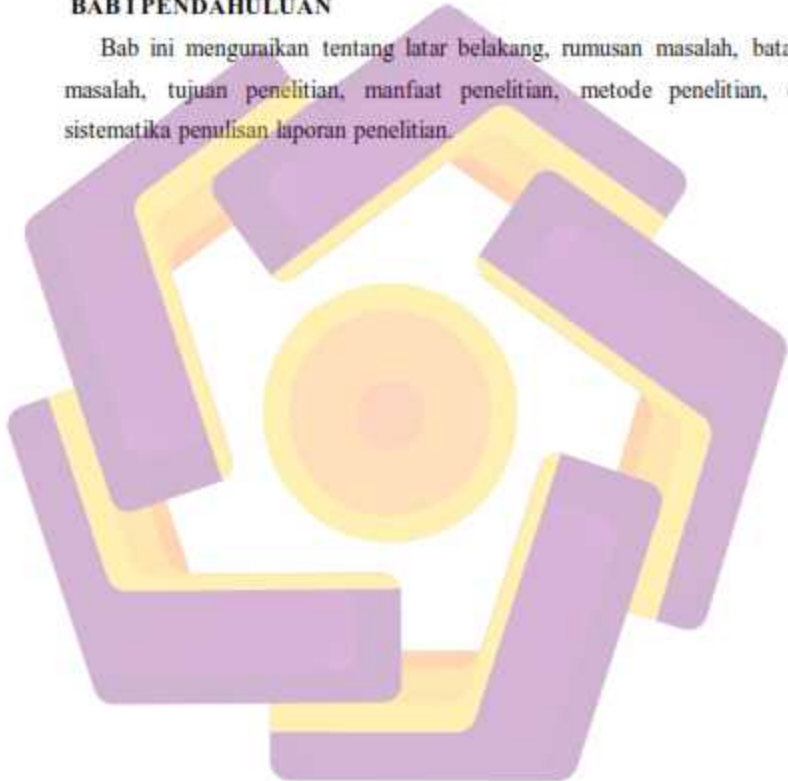 BAB I PENDAHULUAN
Bab ini menguraikan tentang latar belakang, rumusan masalah,
masalah, tujuan penelitian, manfaat penelitian, metode penelitian,
sistematika penulisan laporan penelitian.